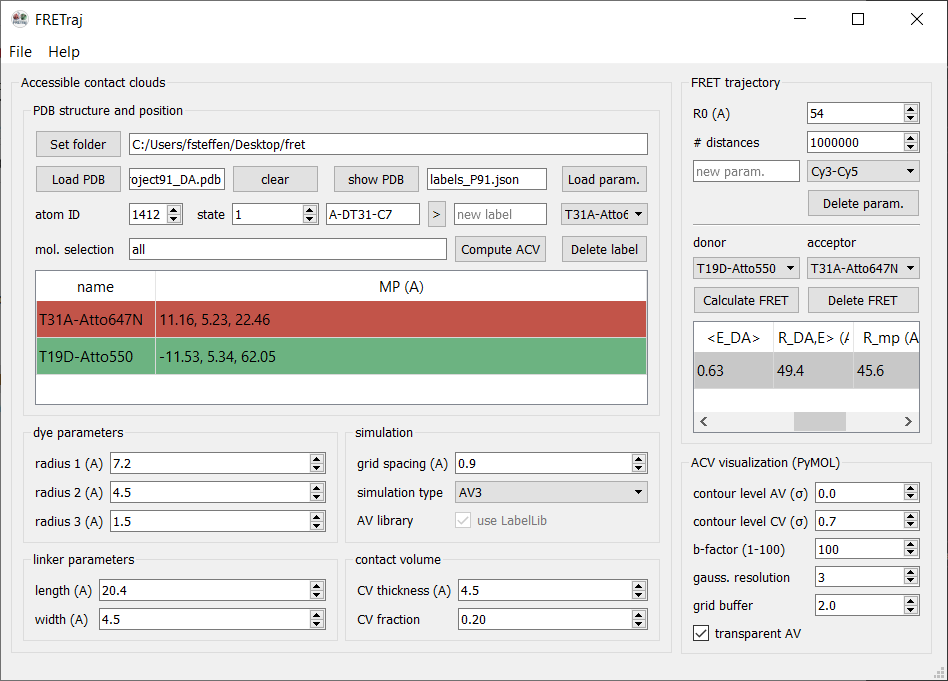 FRETraj
File Help
Accessible contact clouds
PDB structure and position
Set folder C:/Users/fsteffen/Desktop/fret
Load PDB oject91_DA.pdb clear show PDB labels_P91.json Load param.
atom ID 1412 state 1 A-DT31-C7 > new label T31A-Atto6
mol. selection all Compute ACV Delete label
name MP (A)
T31A-Atto647N 11.16, 5.23, 22.46
T19D-Atto550 -11.53, 5.34, 62.05
dye parameters
radius 1 (A) 7.2
radius 2 (A) 4.5
radius 3 (A) 1.5
linker parameters
length (A) 20.4
width (A) 4.5
simulation
grid spacing (A) 0.9
simulation type AV3
AV library use LabelLib
contact volume
CV thickness (A) 4.5
CV fraction 0.20
FRET trajectory
R0 (A) 54
# distances 1000000
new param. Cy3-Cy5
Delete param.
donor acceptor
T19D-Atto550 T31A-Atto647N
Calculate FRET Delete FRET
<E_DA> R_DA,E> (A R_mp (A
0.63 49.4 45.6
ACV visualization (PyMOL)
contour level AV (σ) 0.0
contour level CV (σ) 0.7
b-factor (1-100) 100
gauss. resolution 3
grid buffer 2.0
transparent AV